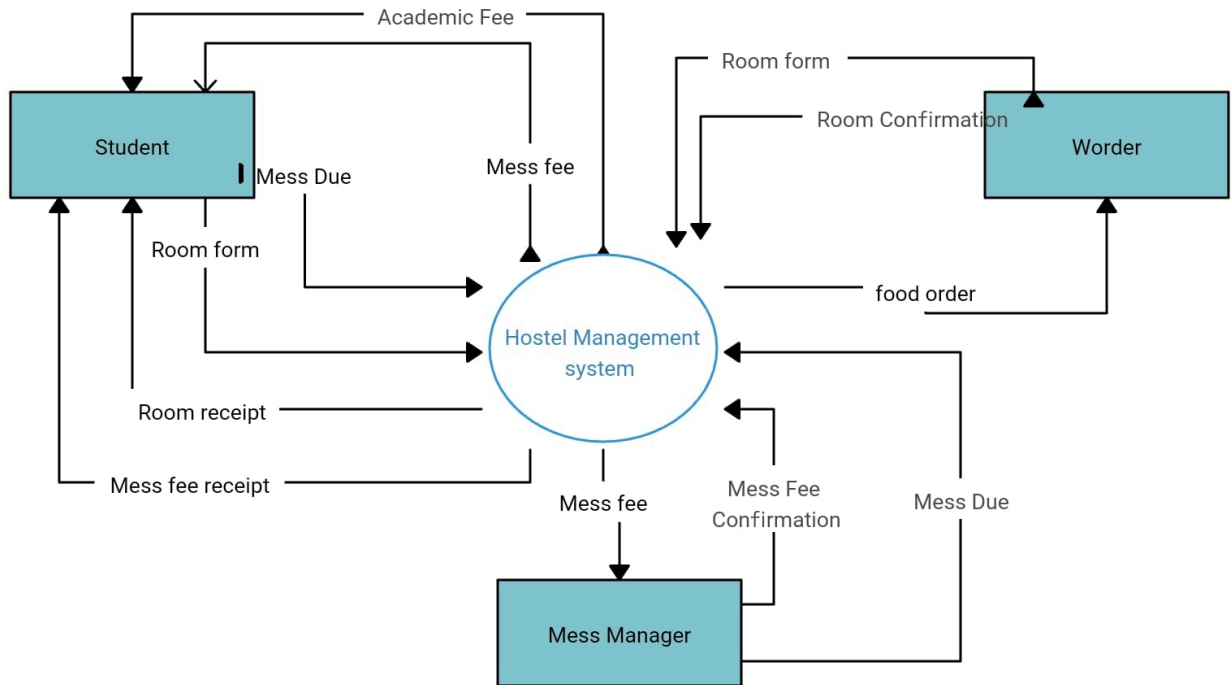 Academic Fee
Room form
Room Confirmation
Student
Worder
Mess fee
Mess Due
Room form
food order
Hostel Management
system
Room receipt
Mess fee receipt
Mess fee
Mess Fee
Confirmation
Mess Due
Mess Manager